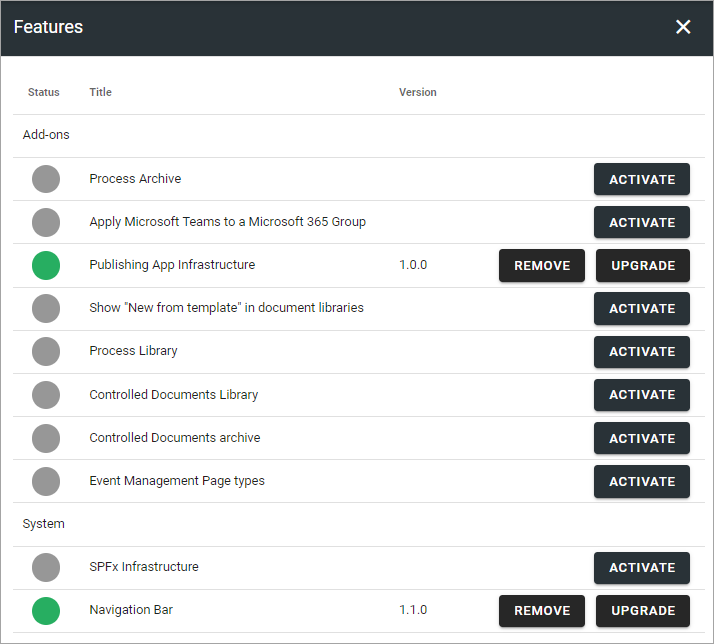 Features
Status Title Version
Add-ons
Process Archive ACTIVATE
Apply Microsoft Teams to a Microsoft 365 Group ACTIVATE
Publishing App Infrastructure 1.0.0 REMOVE UPGRADE
Show "New from template" in document libraries ACTIVATE
Process Library ACTIVATE
Controlled Documents Library ACTIVATE
Controlled Documents archive ACTIVATE
Event Management Page types ACTIVATE
System
SPFx Infrastructure ACTIVATE
Navigation Bar 1.1.0 REMOVE UPGRADE